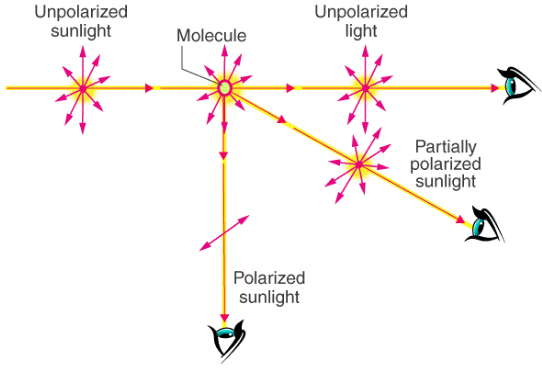 Unpolarized
sunlight
Molecule
Unpolarized
light
Partially
polarized
sunlight
Polarized
sunlight